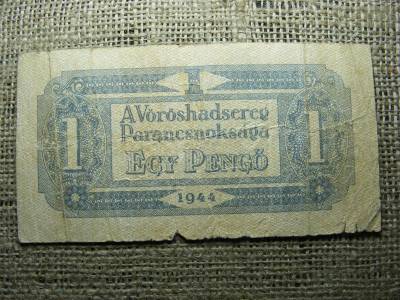 1
A Vöröshadsereg
Parancsnoksága
1 EGY PENGŐ 1
1944